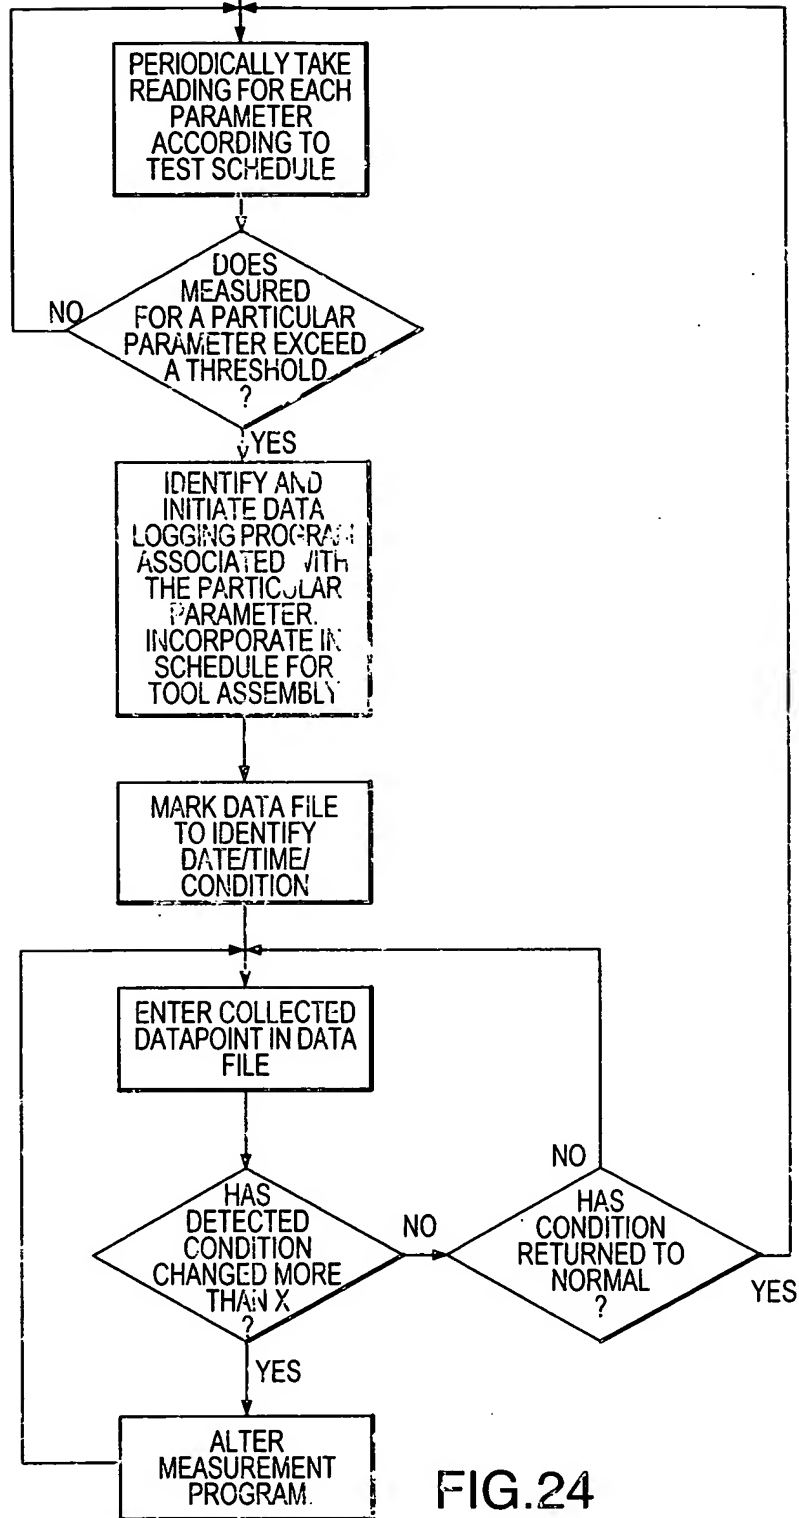 PERIODICALLY TAKE
READING FOR EACH
PARAMETER
ACCORDING TO
TEST SCHEDULE
DOES
MEASURED
FOR A PARTICULAR
PARAMETER EXCEED
A THRESHOLD
?
NO
YES
IDENTIFY AND
INITIATE DATA
LOGGING PROGRAM
ASSOCIATED WITH
THE PARTICULAR
PARAMETER.
INCORPORATE IN
SCHEDULE FOR
TOOL ASSEMBLY
MARK DATA FILE
TO IDENTIFY
DATE/TIME/
CONDITION
ENTER COLLECTED
DATAPOINT IN DATA
FILE
HAS
DETECTED
CONDITION
CHANGED MORE
THAN X
?
NO
YES
NO
HAS
CONDITION
RETURNED TO
NORMAL
?
YES
ALTER
MEASUREMENT
PROGRAM.
FIG.24